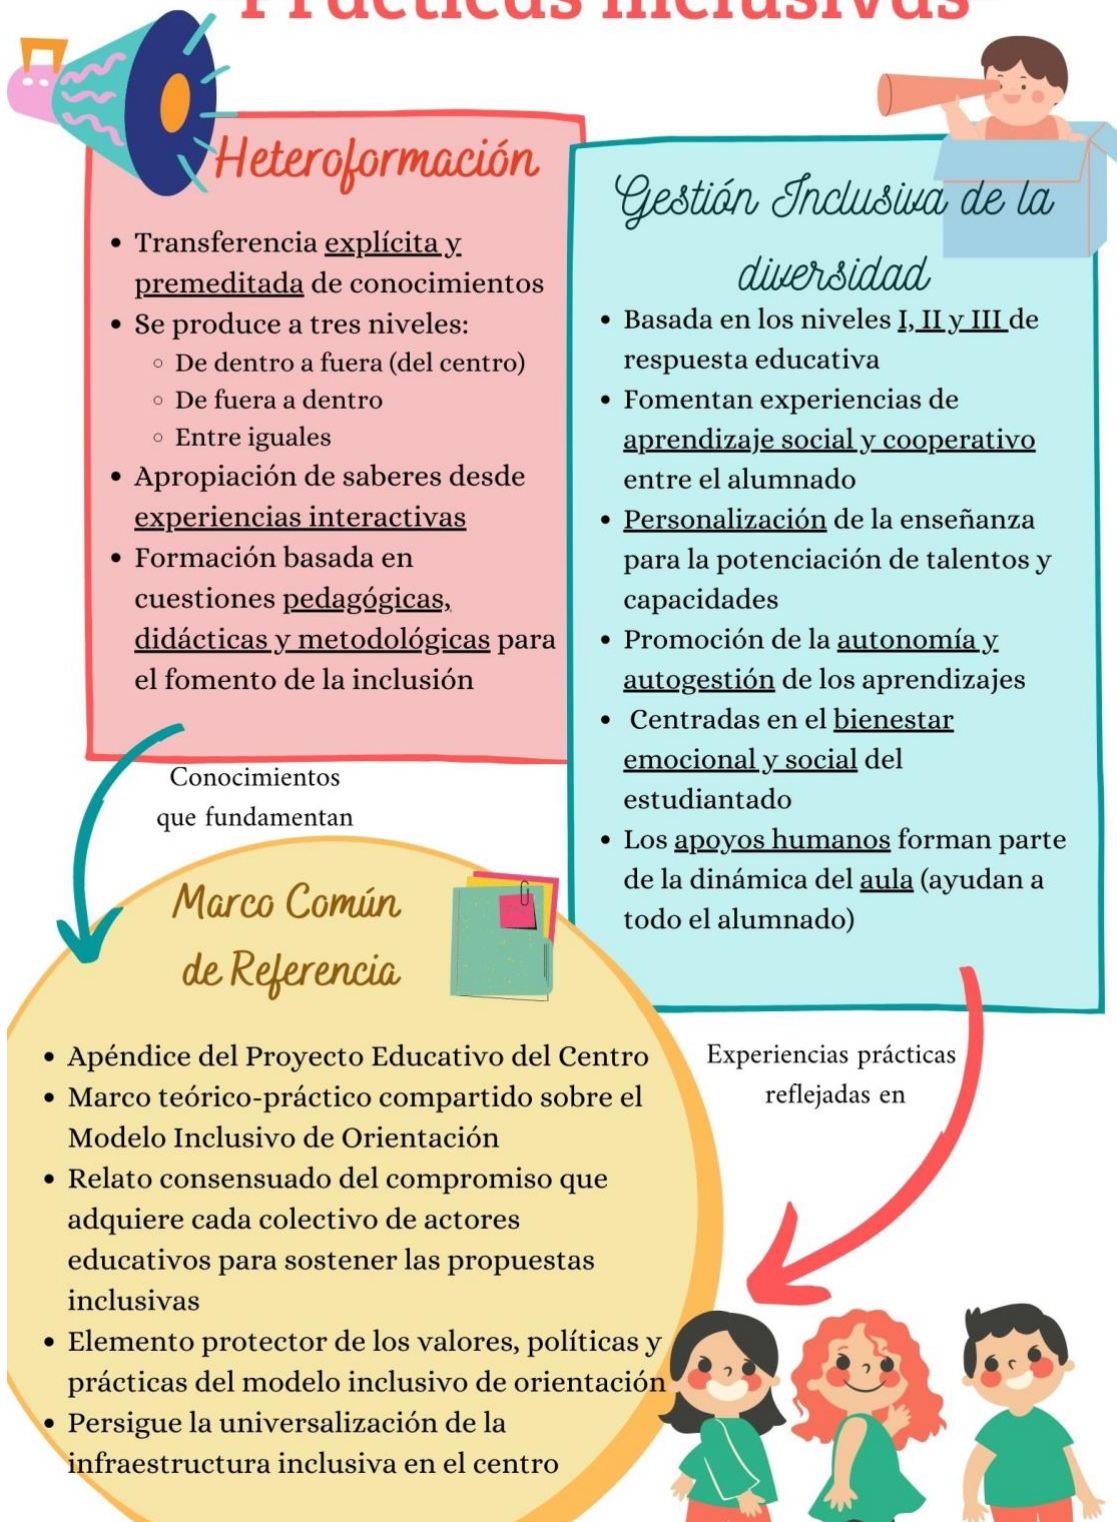 -Prácticas inclusivas-
Heteroformación
• Transferencia explícita y
premeditada de conocimientos
• Se produce a tres niveles:
◦ De dentro a fuera (del centro)
◦ De fuera a dentro
◦ Entre iguales
• Apropiación de saberes desde
experiencias interactivas
• Formación basada en
cuestiones pedagógicas,
didácticas y metodológicas para
el fomento de la inclusión
Gestión Inclusiva de la
diversidad
• Basada en los niveles I, II y III de
respuesta educativa
• Fomentan experiencias de
aprendizaje social y cooperativo
entre el alumnado
• Personalización de la enseñanza
para la potenciación de talentos y
capacidades
• Promoción de la autonomía y
autogestión de los aprendizajes
• Centradas en el bienestar
emocional y social del
estudiantado
• Los apoyos humanos forman parte
de la dinámica del aula (ayudan a
todo el alumnado)
Conocimientos
que fundamentan
Marco Común
de Referencia
• Apéndice del Proyecto Educativo del Centro
• Marco teórico-práctico compartido sobre el
Modelo Inclusivo de Orientación
• Relato consensuado del compromiso que
adquiere cada colectivo de actores
educativos para sostener las propuestas
inclusivas
• Elemento protector de los valores, políticas y
prácticas del modelo inclusivo de orientación
• Persigue la universalización de la
infraestructura inclusiva en el centro
Experiencias prácticas
reflejadas en